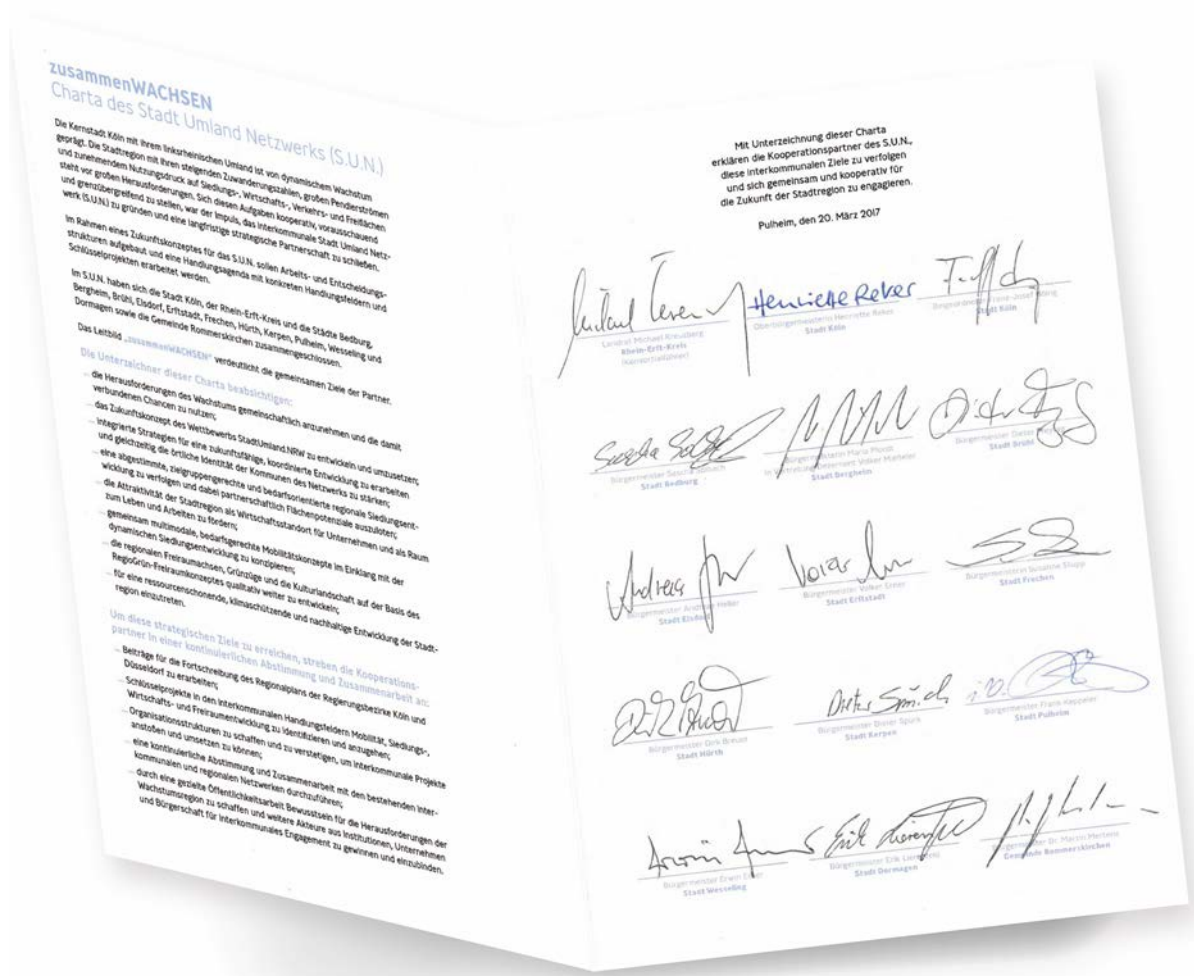 zusammenWACHSEN
Charta des Stadt Umland Netzwerks (S.U.N.)
Die Kernstadt Köln mit ihrem linksrheinischen Umland ist von dynamischem Wachstum
geprägt. Die Stadtregion mit ihren steigenden Zuwanderungszahlen, großen Pendlerströmen
und zunehmendem Nutzungsdruck auf Siedlungs-, Wirtschafts-, Verkehrs- und Freiflächen
steht vor großen Herausforderungen. Sich diesen Aufgaben kooperativ, vorausschauend
und grenzübergreifend zu stellen, war der Impuls, das interkommunale Stadt Umland Netz-
werk (S.U.N.) zu gründen und eine langfristige strategische Partnerschaft zu schließen.
Im Rahmen eines Zukunftskonzeptes für das S.U.N. sollen Arbeits- und Entscheidungs-
strukturen aufgebaut und eine Handlungsagenda mit konkreten Handlungsfeldern und
Schlüsselprojekten erarbeitet werden.
Im S.U.N. haben sich die Stadt Köln, der Rhein-Erft-Kreis und die Städte Bedburg,
Bergheim, Brühl, Elsdorf, Erftstadt, Frechen, Hürth, Kerpen, Pulheim, Wesseling und
Dormagen sowie die Gemeinde Rommerskirchen zusammengeschlossen.
Das Leitbild „zusammenWACHSEN“ verdeutlicht die gemeinsamen Ziele der Partner.
Die Unterzeichner dieser Charta beabsichtigen:
— die Herausforderungen des Wachstums gemeinschaftlich anzunehmen und die damit
verbundenen Chancen zu nutzen;
— das Zukunftskonzept des Wettbewerbs StadtUmland.NRW zu entwickeln und umzusetzen;
— integrierte Strategien für eine zukunftsfähige, koordinierte Entwicklung zu erarbeiten
und gleichzeitig die örtliche Identität der Kommunen des Netzwerks zu stärken;
— eine abgestimmte, zielgruppengerechte und bedarfsorientierte regionale Siedlungsent-
wicklung zu verfolgen und dabei partnerschaftlich Flächenpotenziale auszuloten;
— die Attraktivität der Stadtregion als Wirtschaftsstandort für Unternehmen und als Raum
zum Leben und Arbeiten zu fördern;
— gemeinsam multimodale, bedarfsgerechte Mobilitätskonzepte im Einklang mit der
dynamischen Siedlungsentwicklung zu konzipieren;
— die regionalen Freiraumachsen, Grünzüge und die Kulturlandschaft auf der Basis des
RegioGrün-Freiraumkonzeptes qualitativ weiter zu entwickeln;
— für eine ressourcenschonende, klimaschützende und nachhaltige Entwicklung der Stadt-
region einzutreten.
Um diese strategischen Ziele zu erreichen, streben die Kooperations-
partner in einer kontinuierlichen Abstimmung und Zusammenarbeit an:
— Beiträge für die Fortschreibung des Regionalplans der Regierungsbezirke Köln und
Düsseldorf zu erarbeiten;
— Schlüsselprojekte in den interkommunalen Handlungsfeldern Mobilität, Siedlungs-,
Wirtschafts- und Freiraumentwicklung zu identifizieren und anzugehen;
— Organisationsstrukturen zu schaffen und zu verstetigen, um interkommunale Projekte
anstoßen und umsetzen zu können;
— eine kontinuierliche Abstimmung und Zusammenarbeit mit den bestehenden inter-
kommunalen und regionalen Netzwerken durchzuführen;
— durch eine gezielte Öffentlichkeitsarbeit Bewusstsein für die Herausforderungen der
Wachstumsregion zu schaffen und weitere Akteure aus Institutionen, Unternehmen
und Bürgerschaft für interkommunales Engagement zu gewinnen und einzubinden.
Mit Unterzeichnung dieser Charta
erklären die Kooperationspartner des S.U.N.,
diese interkommunalen Ziele zu verfolgen
und sich gemeinsam und kooperativ für
die Zukunft der Stadtregion zu engagieren.
Pulheim, den 20. März 2017
Henriette Reker
Landrat Michael Kreuzberg
Rhein-Erft-Kreis
Oberbürgermeisterin Henriette Reker
Stadt Köln
Stadt Köln
Bürgermeister
Stadt Bedburg
Bürgermeisterin Maria
In Vertretung Dezernent Volker
Stadt Bergheim
Bürgermeister Dieter
Stadt Brühl
Andreas
Bürgermeister Andreas Heller
Stadt Elsdorf
Bürgermeister Volker Erner
Stadt Erftstadt
Bürgermeisterin Susanne Stupp
Stadt Frechen
Bürgermeister Dirk Breuer
Stadt Hürth
Dieter Spürck
Bürgermeister Dieter Spürck
Stadt Kerpen
i.V.
Bürgermeister Frank Keppeler
Stadt Pulheim
Bürgermeister Erwin
Stadt Wesseling
Bürgermeister Erik
Stadt Dormagen
Bürgermeister Dr. Martin Mertens
Gemeinde Rommerskirchen